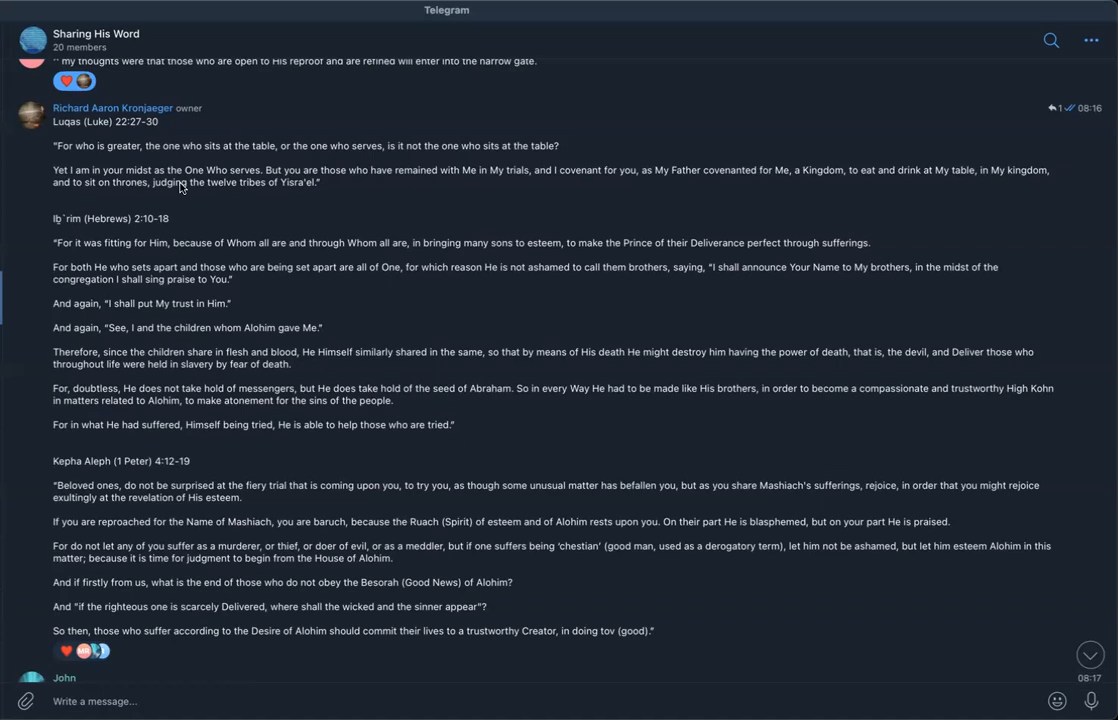 Telegram
Sharing His Word
20 members
my thoughts were that those who are open to His reproof and are refined will enter into the narrow gate.
Richard Aaron Kronjaeger owner
1 08:16
Luqas (Luke) 22:27-30
"For who is greater, the one who sits at the table, or the one who serves, is it not the one who sits at the table?
Yet I am in your midst as the One Who serves. But you are those who have remained with Me in My trials, and I covenant for you, as My Father covenanted for Me, a Kingdom, to eat and drink at My table, in My kingdom,
and to sit on thrones, judging the twelve tribes of Yisra'el."
Iḇ`rim (Hebrews) 2:10-18
"For it was fitting for Him, because of Whom all are and through Whom all are, in bringing many sons to esteem, to make the Prince of their Deliverance perfect through sufferings.
For both He who sets apart and those who are being set apart are all of One, for which reason He is not ashamed to call them brothers, saying, "I shall announce Your Name to My brothers, in the midst of the
congregation I shall sing praise to You."
And again, "I shall put My trust in Him."
And again, "See, I and the children whom Alohim gave Me."
Therefore, since the children share in flesh and blood, He Himself similarly shared in the same, so that by means of His death He might destroy him having the power of death, that is, the devil, and Deliver those who
throughout life were held in slavery by fear of death.
For, doubtless, He does not take hold of messengers, but He does take hold of the seed of Abraham. So in every Way He had to be made like His brothers, in order to become a compassionate and trustworthy High Kohn
in matters related to Alohim, to make atonement for the sins of the people.
For in what He had suffered, Himself being tried, He is able to help those who are tried."
Kepha Aleph (1 Peter) 4:12-19
"Beloved ones, do not be surprised at the fiery trial that is coming upon you, to try you, as though some unusual matter has befallen you, but as you share Mashiach's sufferings, rejoice, in order that you might rejoice
exultingly at the revelation of His esteem.
If you are reproached for the Name of Mashiach, you are baruch, because the Ruach (Spirit) of esteem and of Alohim rests upon you. On their part He is blasphemed, but on your part He is praised.
For do not let any of you suffer as a murderer, or thief, or doer of evil, or as a meddler, but if one suffers being 'chestian' (good man, used as a derogatory term), let him not be ashamed, but let him esteem Alohim in this
matter; because it is time for judgment to begin from the House of Alohim.
And if firstly from us, what is the end of those who do not obey the Besorah (Good News) of Alohim?
And "if the righteous one is scarcely Delivered, where shall the wicked and the sinner appear"?
So then, those who suffer according to the Desire of Alohim should commit their lives to a trustworthy Creator, in doing tov (good)."
MR
John
08:17
Write a message...